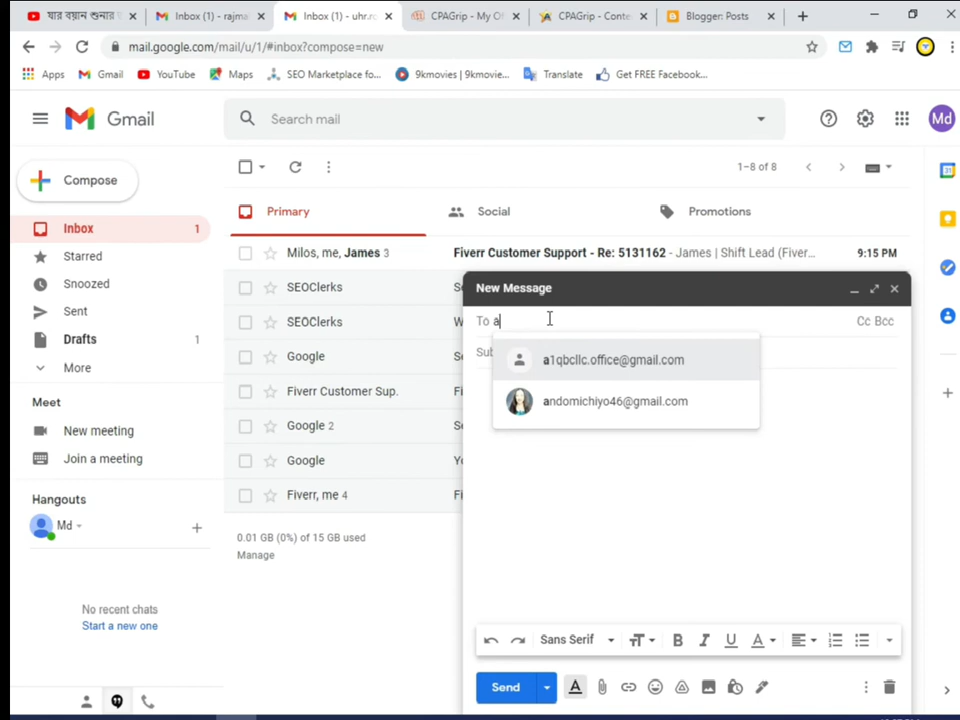 যার বয়ান শুনার
Inbox (1) - rajma
Inbox (1) - uhr.ro
CPAGrip - My O
CPAGrip - Conte
Blogger: Posts
mail.google.com/mail/u/1/#inbox?compose=new
Apps
Gmail
YouTube
Maps
SEO Marketplace fo...
9kmovies | 9kmovie...
Translate
Get FREE Facebook...
Gmail
Search mail
Md
Compose
1–8 of 8
Inbox 1
Starred
Snoozed
Sent
Drafts 1
More
Primary
Social
Promotions
Milos, me, James 3
Fiverr Customer Support - Re: 5131162 - James | Shift Lead (Fiver...
9:15 PM
SEOClerks
SEOClerks
Google
Fiverr Customer Sup.
Google 2
Google
Fiverr, me 4
0.01 GB (0%) of 15 GB used
Manage
Meet
New meeting
Join a meeting
Hangouts
Md
No recent chats
Start a new one
New Message
To a
Cc Bcc
a1qbcllc.office@gmail.com
andomichiyo46@gmail.com
Sans Serif
Send